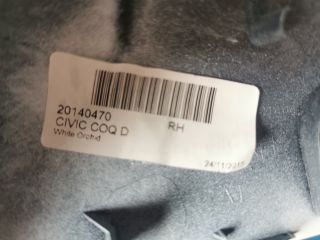 20140470
CIVIC COQ D RH
White Orchid